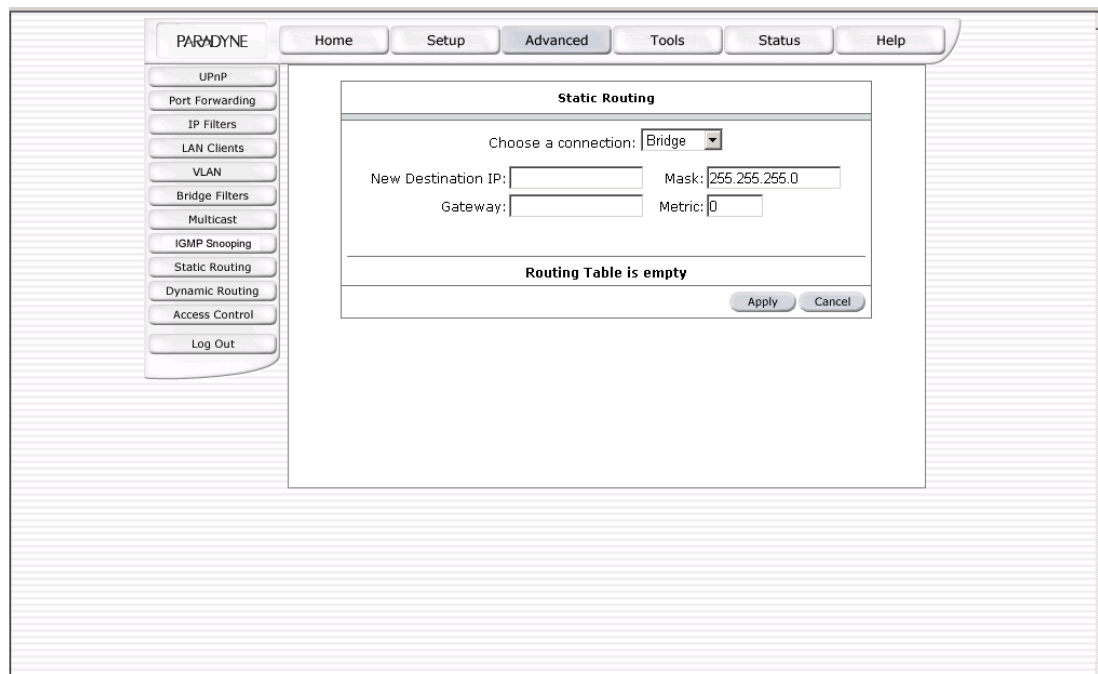 PARADYNE
Home Setup Advanced Tools Status Help
UPnP
Port Forwarding
IP Filters
LAN Clients
VLAN
Bridge Filters
Multicast
IGMP Snooping
Static Routing
Dynamic Routing
Access Control
Log Out
Static Routing
Choose a connection: Bridge
New Destination IP: Mask: 255.255.255.0
Gateway: Metric: 0
Routing Table is empty
Apply Cancel